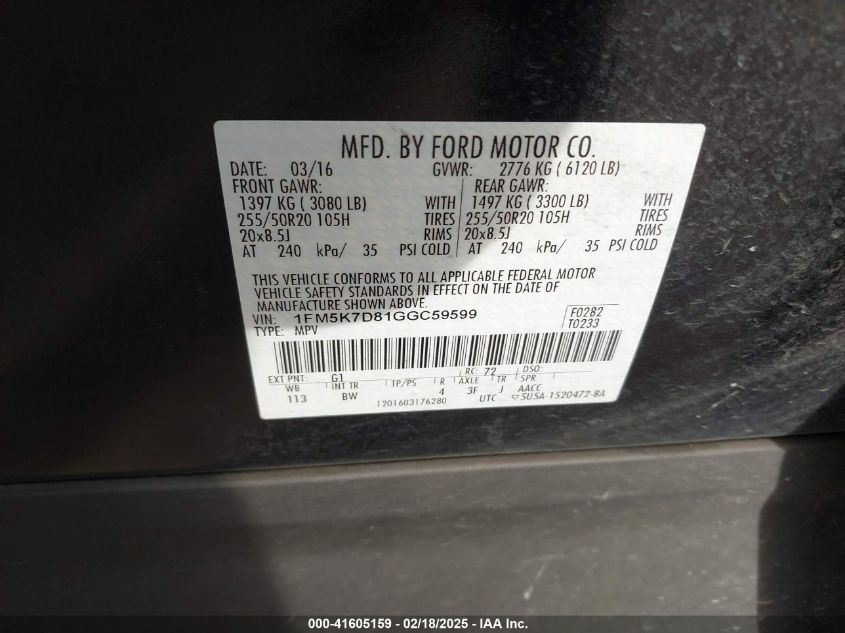 MFD. BY FORD MOTOR CO.
DATE: 03/16 GVWR: 2776 KG ( 6120 LB)
FRONT GAWR: REAR GAWR:
1397 KG ( 3080 LB) WITH 1497 KG ( 3300 LB) WITH
255/50R20 105H TIRES 255/50R20 105H TIRES
20x8.5J RIMS 20x8.5J RIMS
AT 240 kPa/ 35 PSI COLD AT 240 kPa/ 35 PSI COLD
THIS VEHICLE CONFORMS TO ALL APPLICABLE FEDERAL MOTOR
VEHICLE SAFETY STANDARDS IN EFFECT ON THE DATE OF
MANUFACTURE SHOWN ABOVE.
VIN: 1FM5K7D81GGC59599 F0282
TYPE: MPV T0233
EXT PNT: G1 RC: 72 DSO:
WB INT TR TP/PS R AXLE TR SPR
113 BW 4 3F J AACC
1201603176280 UTC 5U5A-1520472-BA
000-41605159 — 02/18/2025 — IAA Inc.